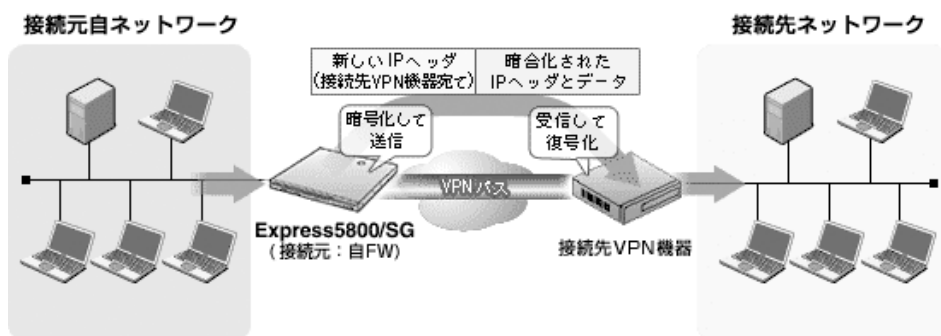 接続元自ネットワーク
接続先ネットワーク
新しいIPヘッダ
(接続先VPN機器宛て)
暗合化された
IPヘッダとデータ
暗号化して
送信
受信して
復号化
VPNパス
Express5800/SG
(接続元:自FW)
接続先VPN機器